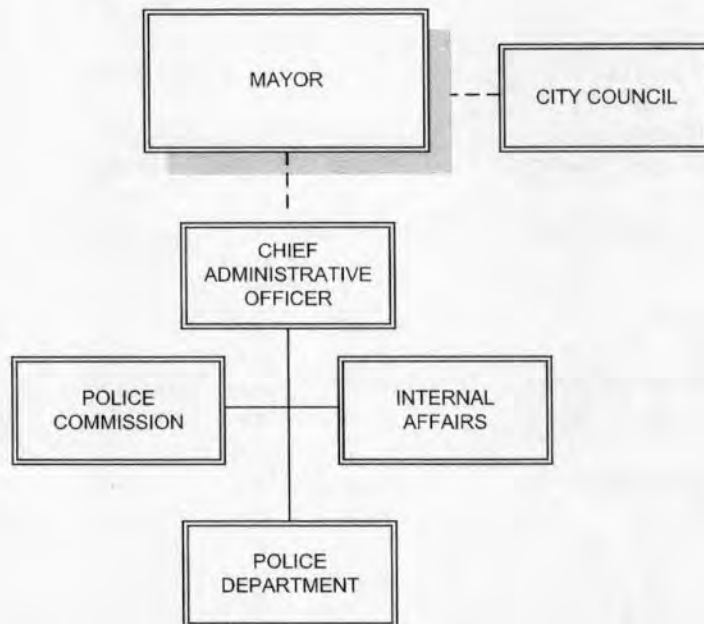 MAYOR
CITY COUNCIL
CHIEF
ADMINISTRATIVE
OFFICER
POLICE
COMMISSION
INTERNAL
AFFAIRS
POLICE
DEPARTMENT